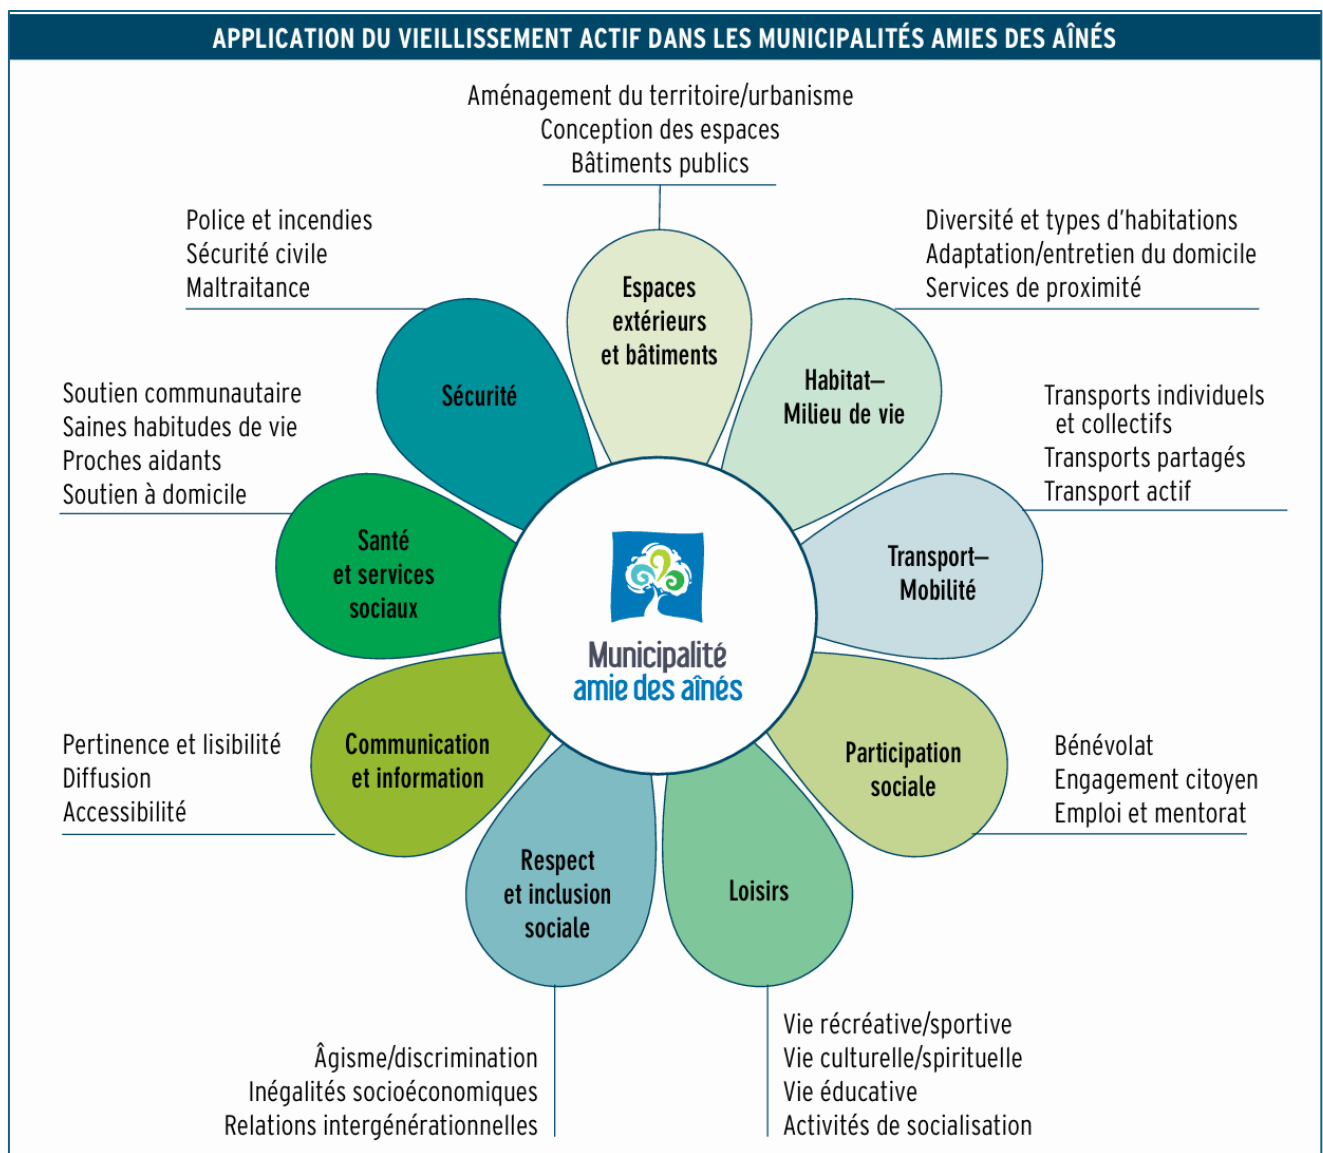 APPLICATION DU VIEILLISSEMENT ACTIF DANS LES MUNICIPALITÉS AMIES DES AÎNÉS
Aménagement du territoire/urbanisme
Conception des espaces
Bâtiments publics
Espaces
extérieurs
et bâtiments
Diversité et types d'habitations
Adaptation/entretien du domicile
Services de proximité
Habitat–
Milieu de vie
Transports individuels
et collectifs
Transports partagés
Transport actif
Transport–
Mobilité
Participation
sociale
Bénévolat
Engagement citoyen
Emploi et mentorat
Loisirs
Vie récréative/sportive
Vie culturelle/spirituelle
Vie éducative
Activités de socialisation
Respect
et inclusion
sociale
Âgisme/discrimination
Inégalités socioéconomiques
Relations intergénérationnelles
Communication
et information
Pertinence et lisibilité
Diffusion
Accessibilité
Santé
et services
sociaux
Soutien communautaire
Saines habitudes de vie
Proches aidants
Soutien à domicile
Sécurité
Police et incendies
Sécurité civile
Maltraitance
Municipalité
amie des aînés